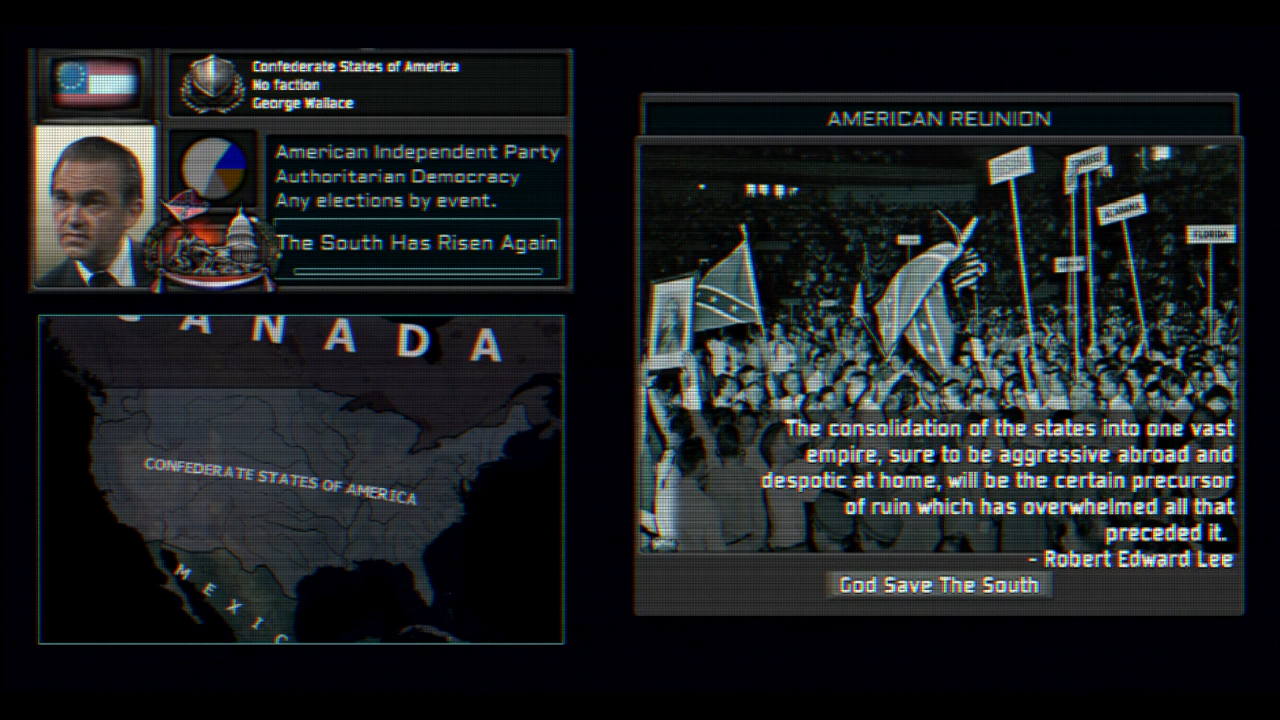 Confederate States of America
No faction
George Wallace
American Independent Party
Authoritarian Democracy
Any elections by event.
The South Has Risen Again
CANADA
CONFEDERATE STATES OF AMERICA
MEXIC
AMERICAN REUNION
FLORIDA
The consolidation of the states into one vast
empire, sure to be aggressive abroad and
despotic at home, will be the certain precursor
of ruin which has overwhelmed all that
preceded it.
- Robert Edward Lee
God Save The South